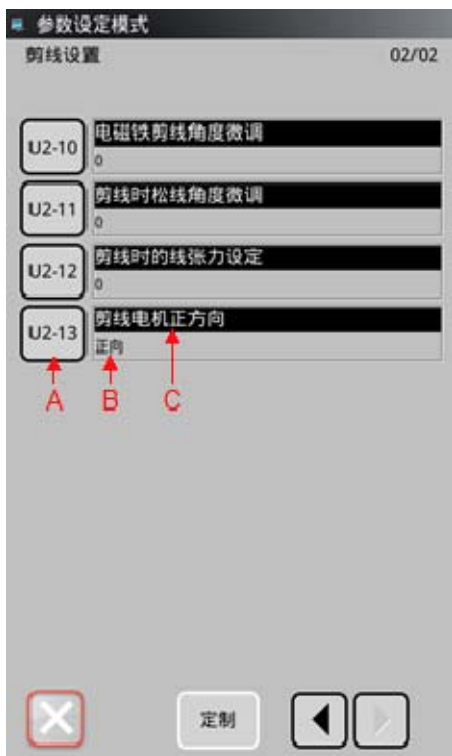 参数设定模式
剪线设置 02/02
U2-10 电磁铁剪线角度微调
0
U2-11 剪线时松线角度微调
0
U2-12 剪线时的线张力设定
0
U2-13 剪线电机正方向
正向
A B C
定制